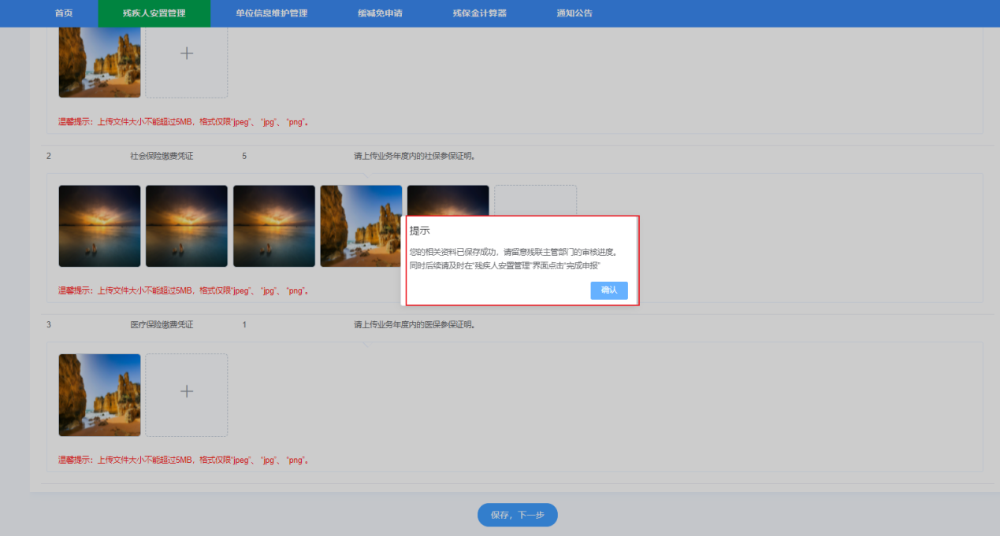 首页 残疾人安置管理 单位信息维护管理 缓减免申请 残保金计算器 通知公告
温馨提示：上传文件大小不能超过5MB，格式仅限“jpeg”、“jpg”、“png”。
2 社会保险缴费凭证 5 请上传业务年度内的社保参保证明。
提示
您的相关资料已保存成功，请留意残联主管部门的审核进度。
同时后续请及时在“残疾人安置管理”界面点击“完成申报”
确认
温馨提示：上传文件大小不能超过5MB，格式仅限“jpeg”、“jpg”、“png”。
3 医疗保险缴费凭证 1 请上传业务年度内的医保参保证明。
温馨提示：上传文件大小不能超过5MB，格式仅限“jpeg”、“jpg”、“png”。
保存，下一步